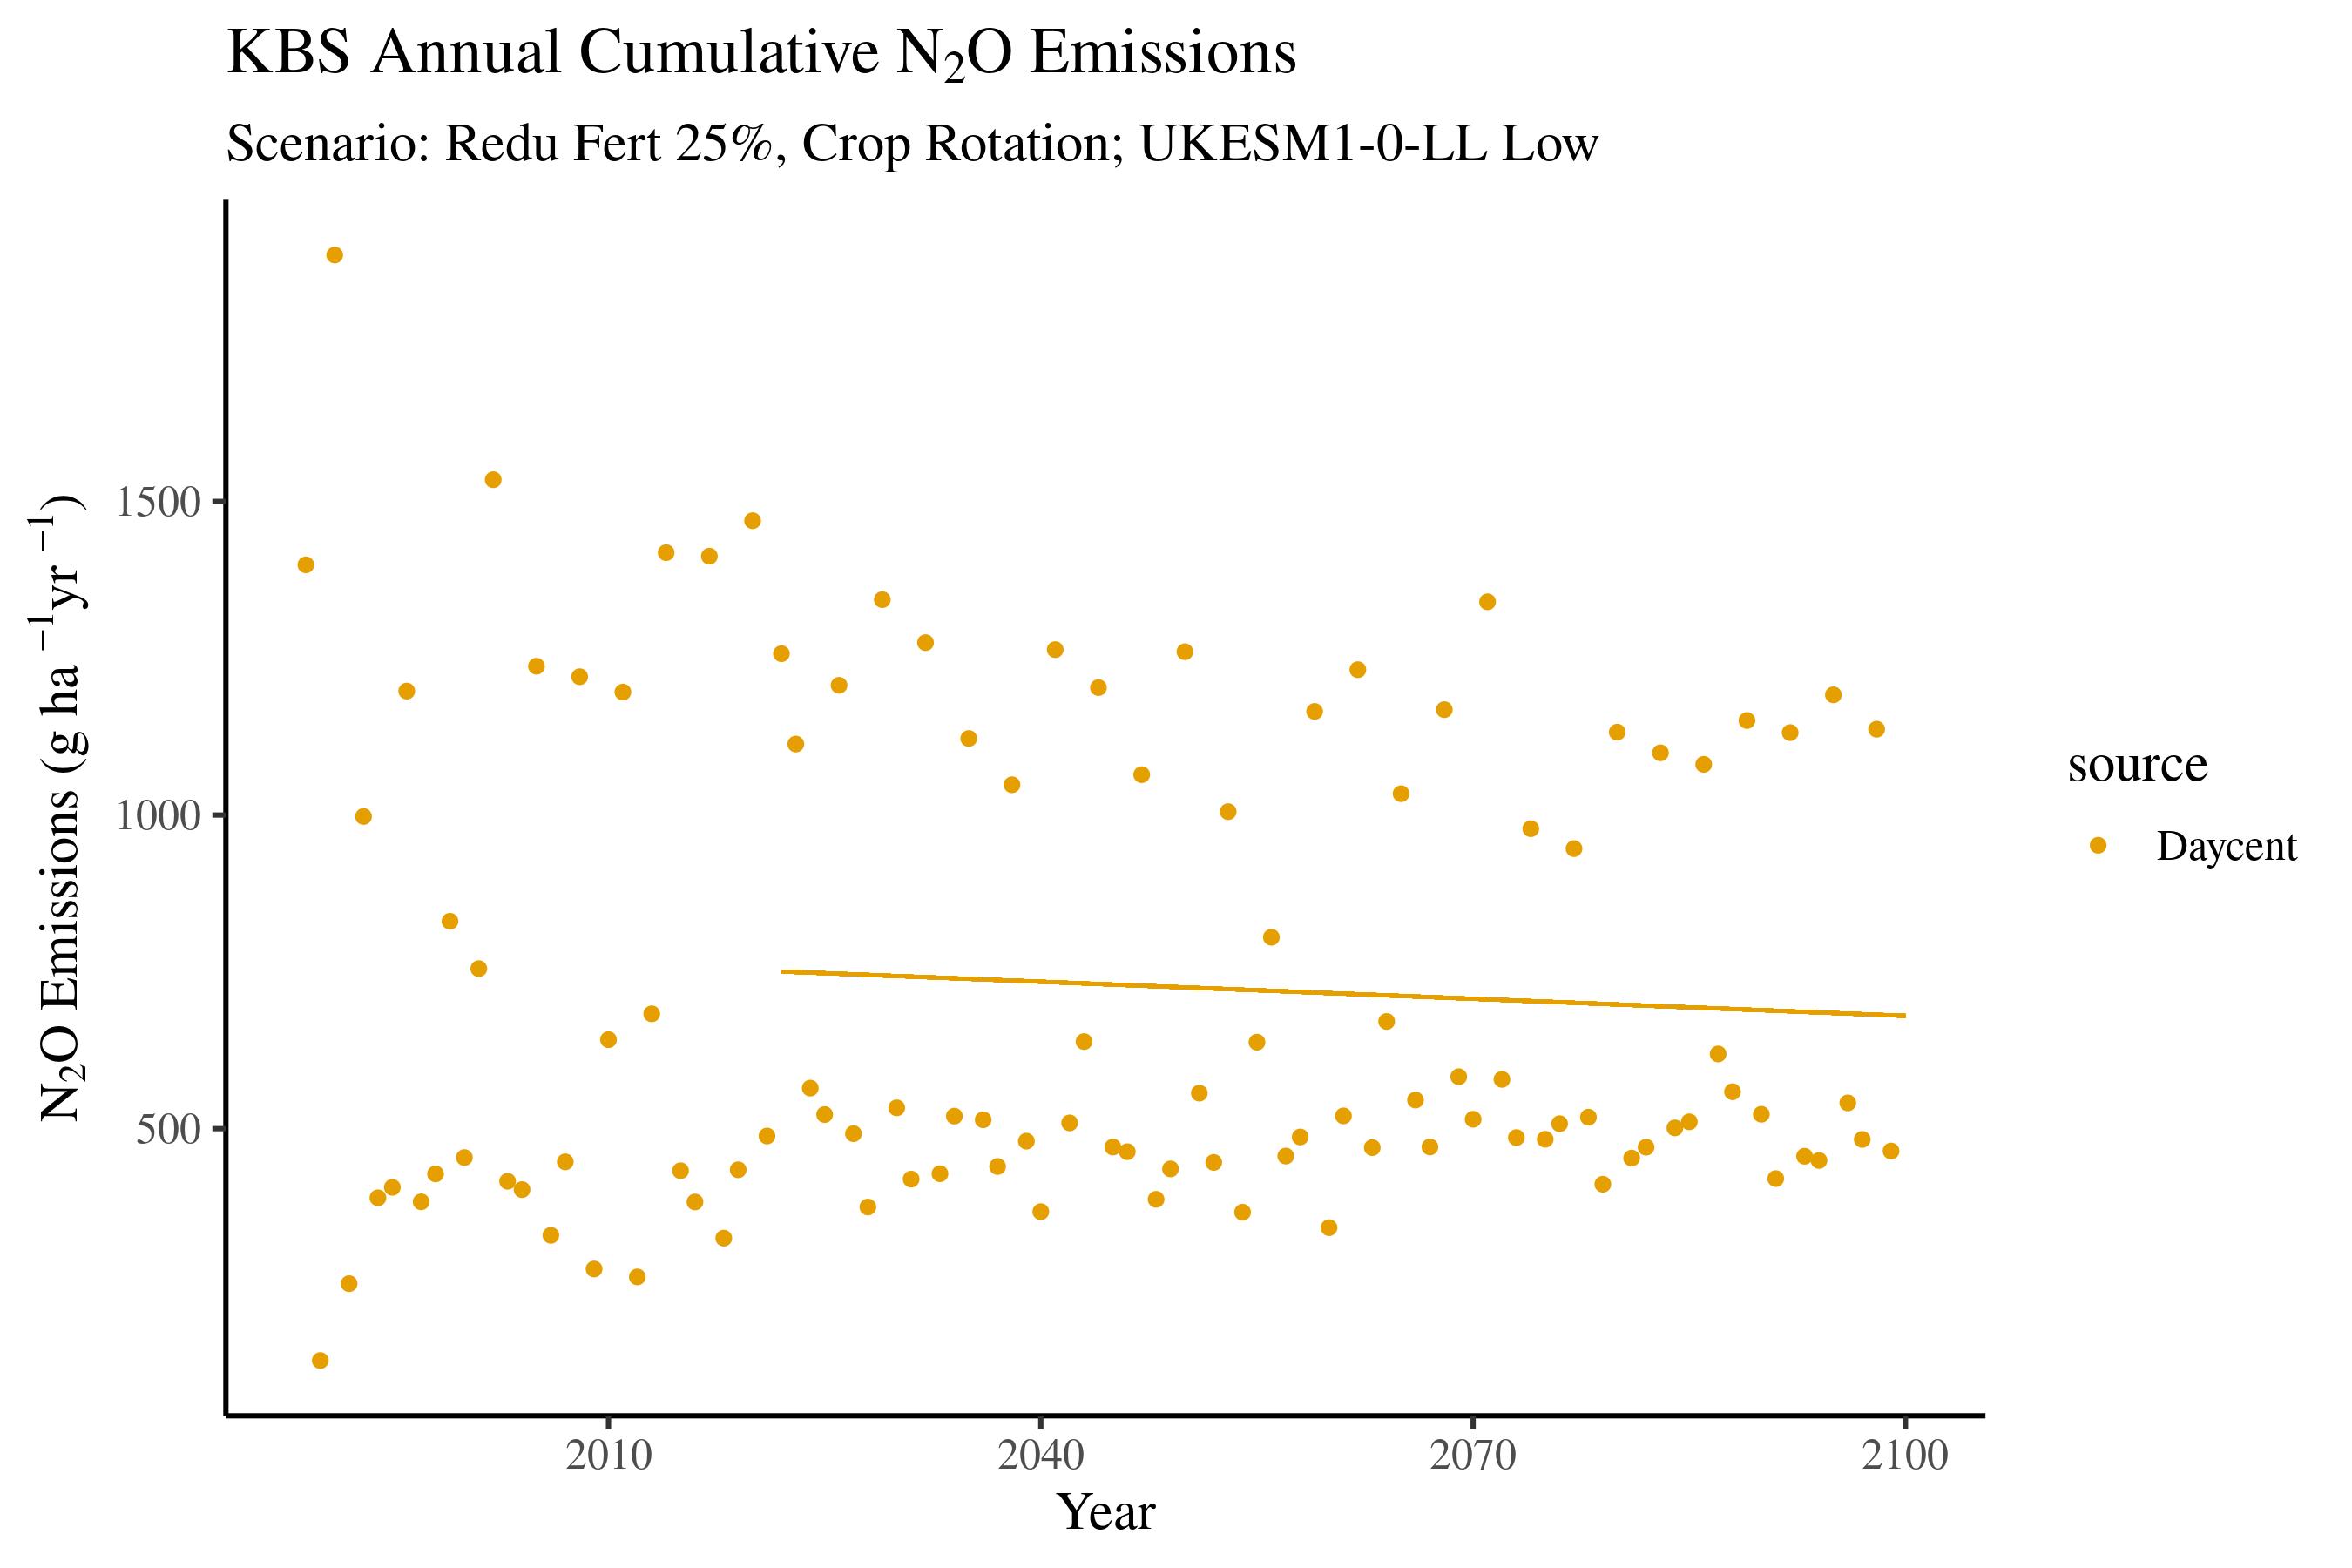 KBS Annual Cumulative N₂O Emissions
Scenario: Redu Fert 25%, Crop Rotation; UKESM1-0-LL Low
N₂O Emissions (g ha ⁻¹yr ⁻¹)
1500
1000
500
2010
2040
2070
2100
Year
source
Daycent